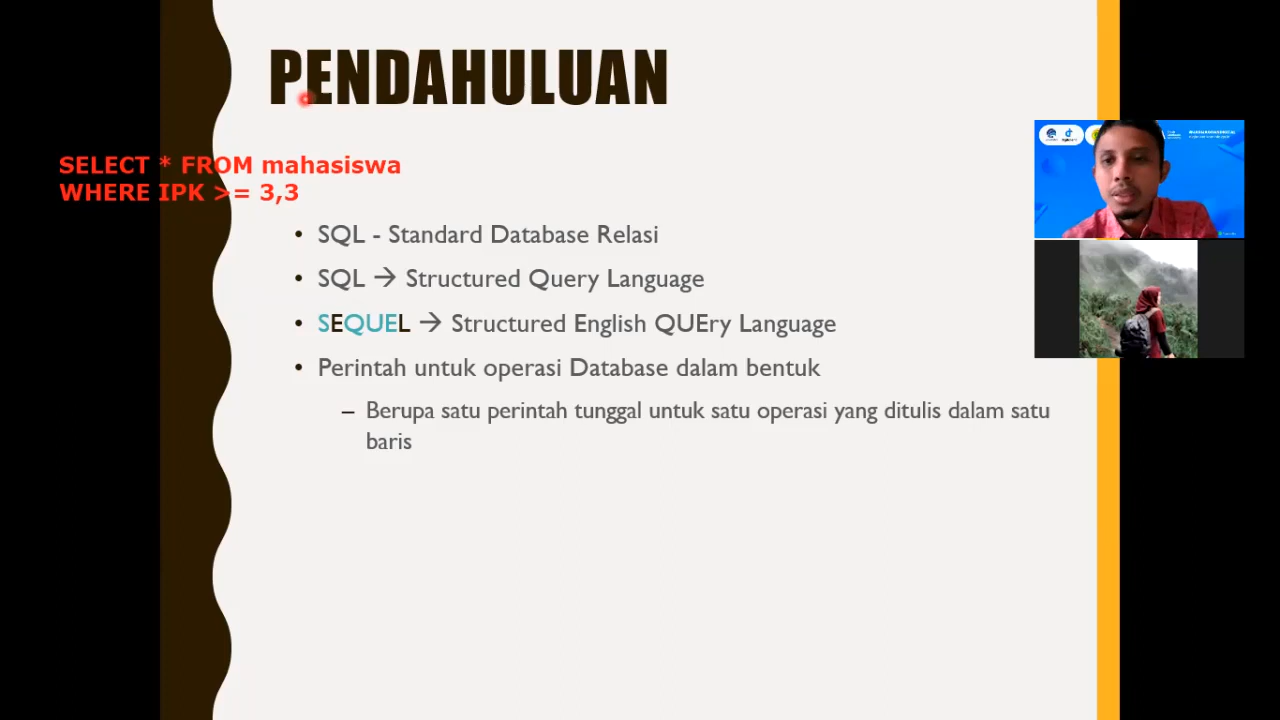 PENDAHULUAN
SELECT * FROM mahasiswa
WHERE IPK >= 3,3
• SQL - Standard Database Relasi
• SQL → Structured Query Language
• SEQUEL → Structured English QUEry Language
• Perintah untuk operasi Database dalam bentuk
– Berupa satu perintah tunggal untuk satu operasi yang ditulis dalam satu
baris